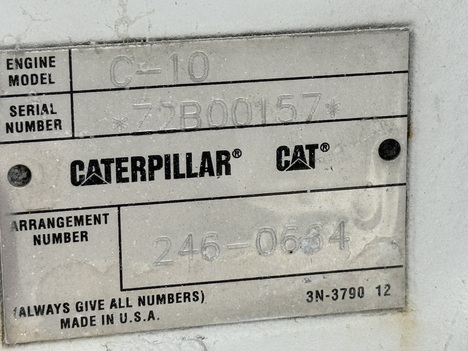 ENGINE
MODEL
C-10
SERIAL
NUMBER
*Z2B00157*
CATERPILLAR® CAT®
ARRANGEMENT
NUMBER
(ALWAYS GIVE ALL NUMBERS)
MADE IN U.S.A.
3N-3790 12